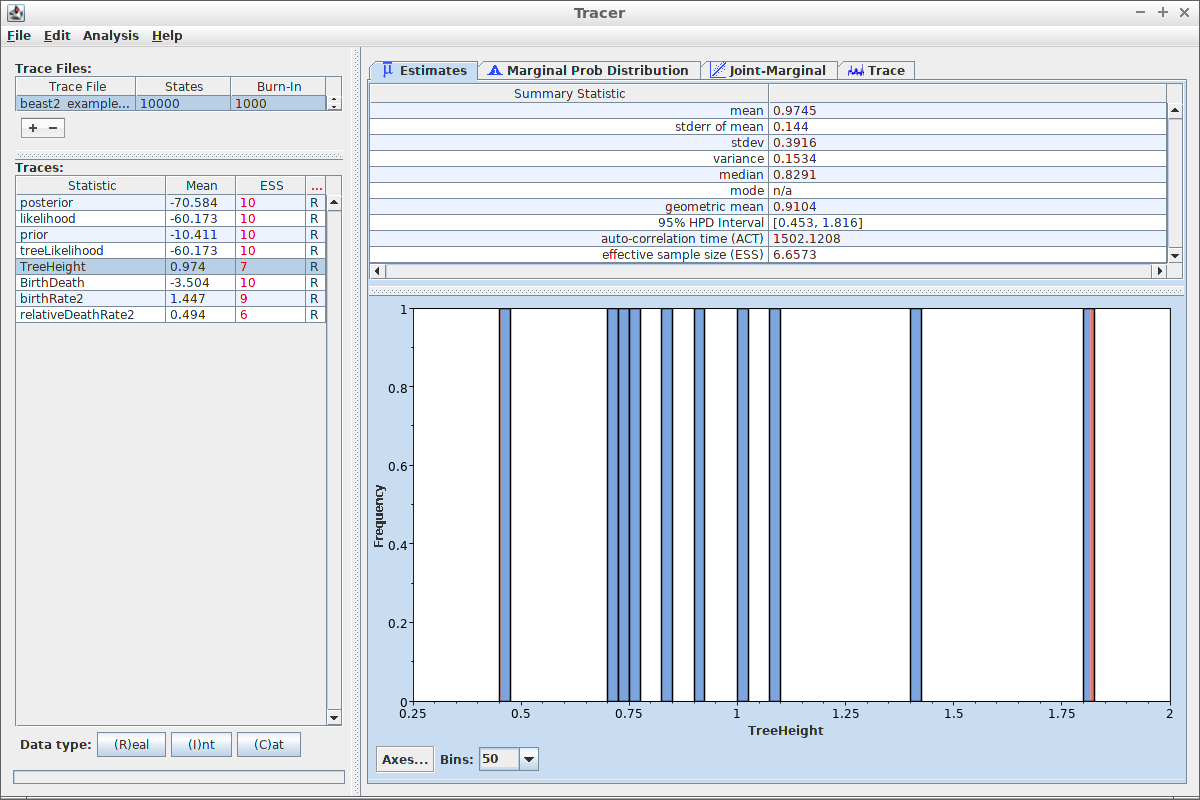 Tracer
File Edit Analysis Help
Trace Files:
Trace File States Burn-In
beast2_example... 10000 1000
+ −
Traces:
Statistic Mean ESS ...
posterior -70.584 10 R
likelihood -60.173 10 R
prior -10.411 10 R
treeLikelihood -60.173 10 R
TreeHeight 0.974 7 R
BirthDeath -3.504 10 R
birthRate2 1.447 9 R
relativeDeathRate2 0.494 6 R
Data type: (R)eal (I)nt (C)at
μ Estimates Marginal Prob Distribution Joint-Marginal Trace
Summary Statistic
mean 0.9745
stderr of mean 0.144
stdev 0.3916
variance 0.1534
median 0.8291
mode n/a
geometric mean 0.9104
95% HPD Interval [0.453, 1.816]
auto-correlation time (ACT) 1502.1208
effective sample size (ESS) 6.6573
1
0.8
0.6
0.4
0.2
0
Frequency
0.25 0.5 0.75 1 1.25 1.5 1.75 2
TreeHeight
Axes... Bins: 50